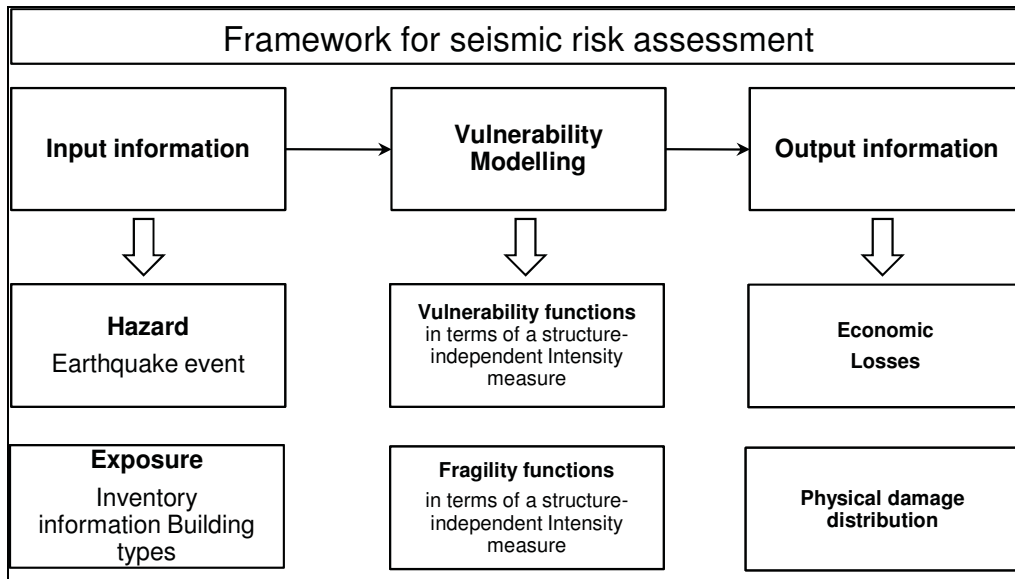 Framework for seismic risk assessment
Input information
Vulnerability
Modelling
Output information
Hazard
Earthquake event
Vulnerability functions
in terms of a structure-
independent Intensity
measure
Economic
Losses
Exposure
Inventory
information Building
types
Fragility functions
in terms of a structure-
independent Intensity
measure
Physical damage
distribution